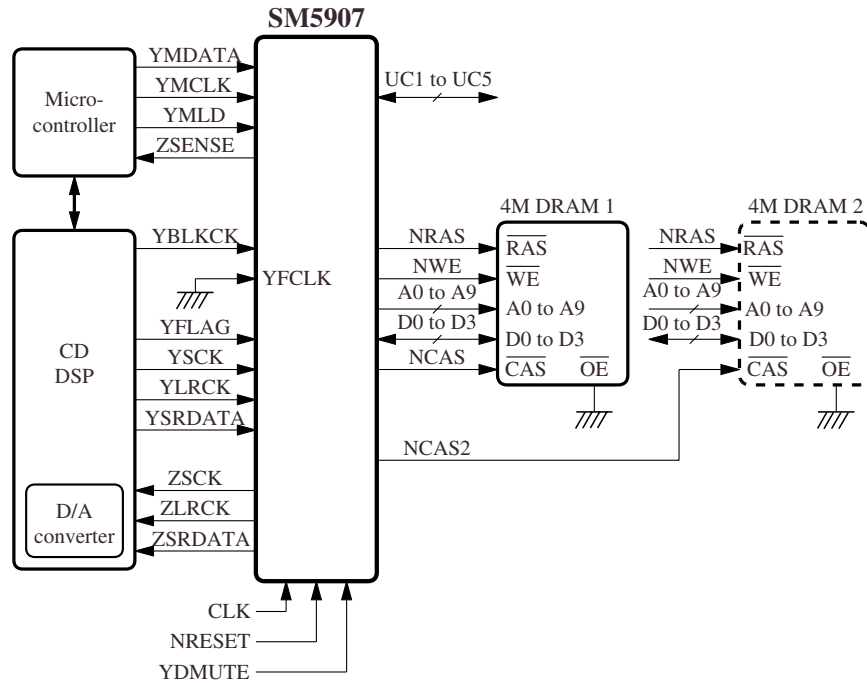 SM5907
Micro-
controller
YMDATA
YMCLK
YMLD
ZSENSE
UC1 to UC5
CD
DSP
YBLKCK
YFCLK
YFLAG
YSCK
YLRCK
YSRDATA
ZSCK
ZLRCK
ZSRDATA
D/A
converter
4M DRAM 1
NRAS
NWE
A0 to A9
D0 to D3
NCAS
RAS
WE
A0 to A9
D0 to D3
CAS OE
4M DRAM 2
NRAS
NWE
A0 to A9
D0 to D3
RAS
WE
A0 to A9
D0 to D3
CAS OE
NCAS2
CLK
NRESET
YDMUTE